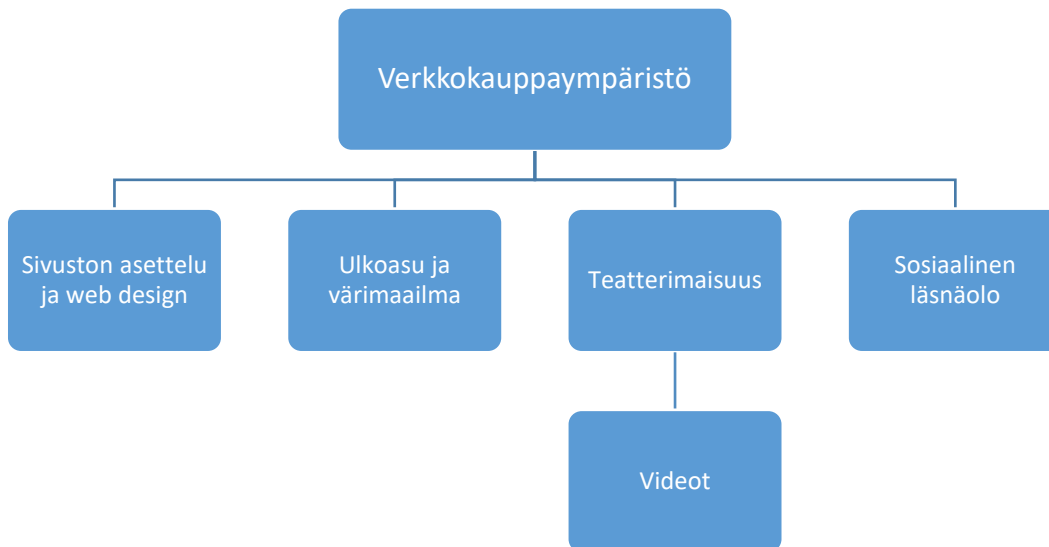 Verkkokauppaympäristö
Sivuston asettelu
ja web design
Ulkoasu ja
värimaailma
Teatterimaisuus
Sosiaalinen
läsnäolo
Videot